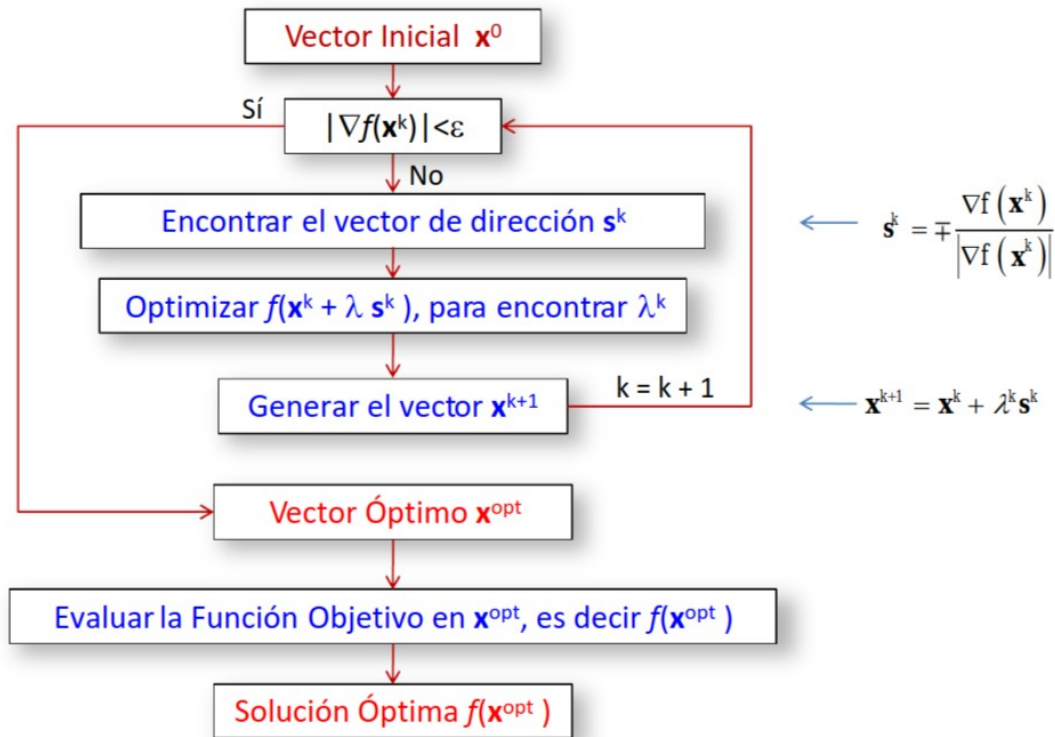 Vector Inicial x⁰
Sí
|∇f(xᵏ)|<ε
No
Encontrar el vector de dirección sᵏ
sᵏ = ∓ ∇f(xᵏ) / |∇f(xᵏ)|
Optimizar f(xᵏ + λ sᵏ ), para encontrar λᵏ
k = k + 1
Generar el vector xᵏ⁺¹
xᵏ⁺¹ = xᵏ + λᵏsᵏ
Vector Óptimo xᵒᵖᵗ
Evaluar la Función Objetivo en xᵒᵖᵗ, es decir f(xᵒᵖᵗ )
Solución Óptima f(xᵒᵖᵗ )